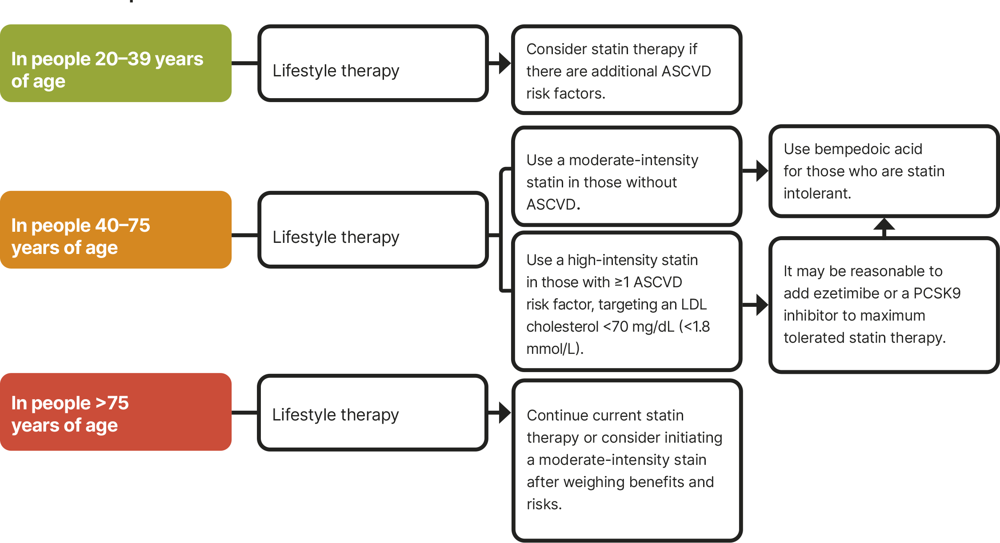 In people 20–39 years
of age
Lifestyle therapy
Consider statin therapy if
there are additional ASCVD
risk factors.
In people 40–75
years of age
Lifestyle therapy
Use a moderate-intensity
statin in those without
ASCVD.
Use bempedoic acid
for those who are statin
intolerant.
Use a high-intensity statin
in those with ≥1 ASCVD
risk factor, targeting an LDL
cholesterol <70 mg/dL (<1.8
mmol/L).
It may be reasonable to
add ezetimibe or a PCSK9
inhibitor to maximum
tolerated statin therapy.
In people >75
years of age
Lifestyle therapy
Continue current statin
therapy or consider initiating
a moderate-intensity stain
after weighing benefits and
risks.